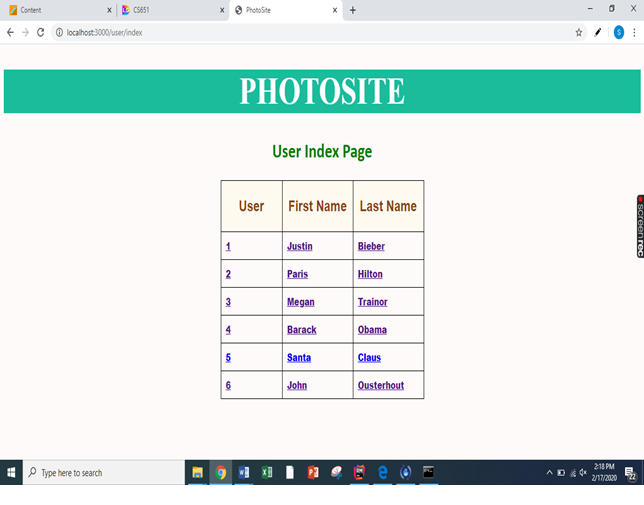 Content
CS651
PhotoSite
localhost:3000/user/index
S
PHOTOSITE
User Index Page
User First Name Last Name
1 Justin Bieber
2 Paris Hilton
3 Megan Trainor
4 Barack Obama
5 Santa Claus
6 John Ousterhout
screenrec
Type here to search
2:18 PM
2/17/2020
22